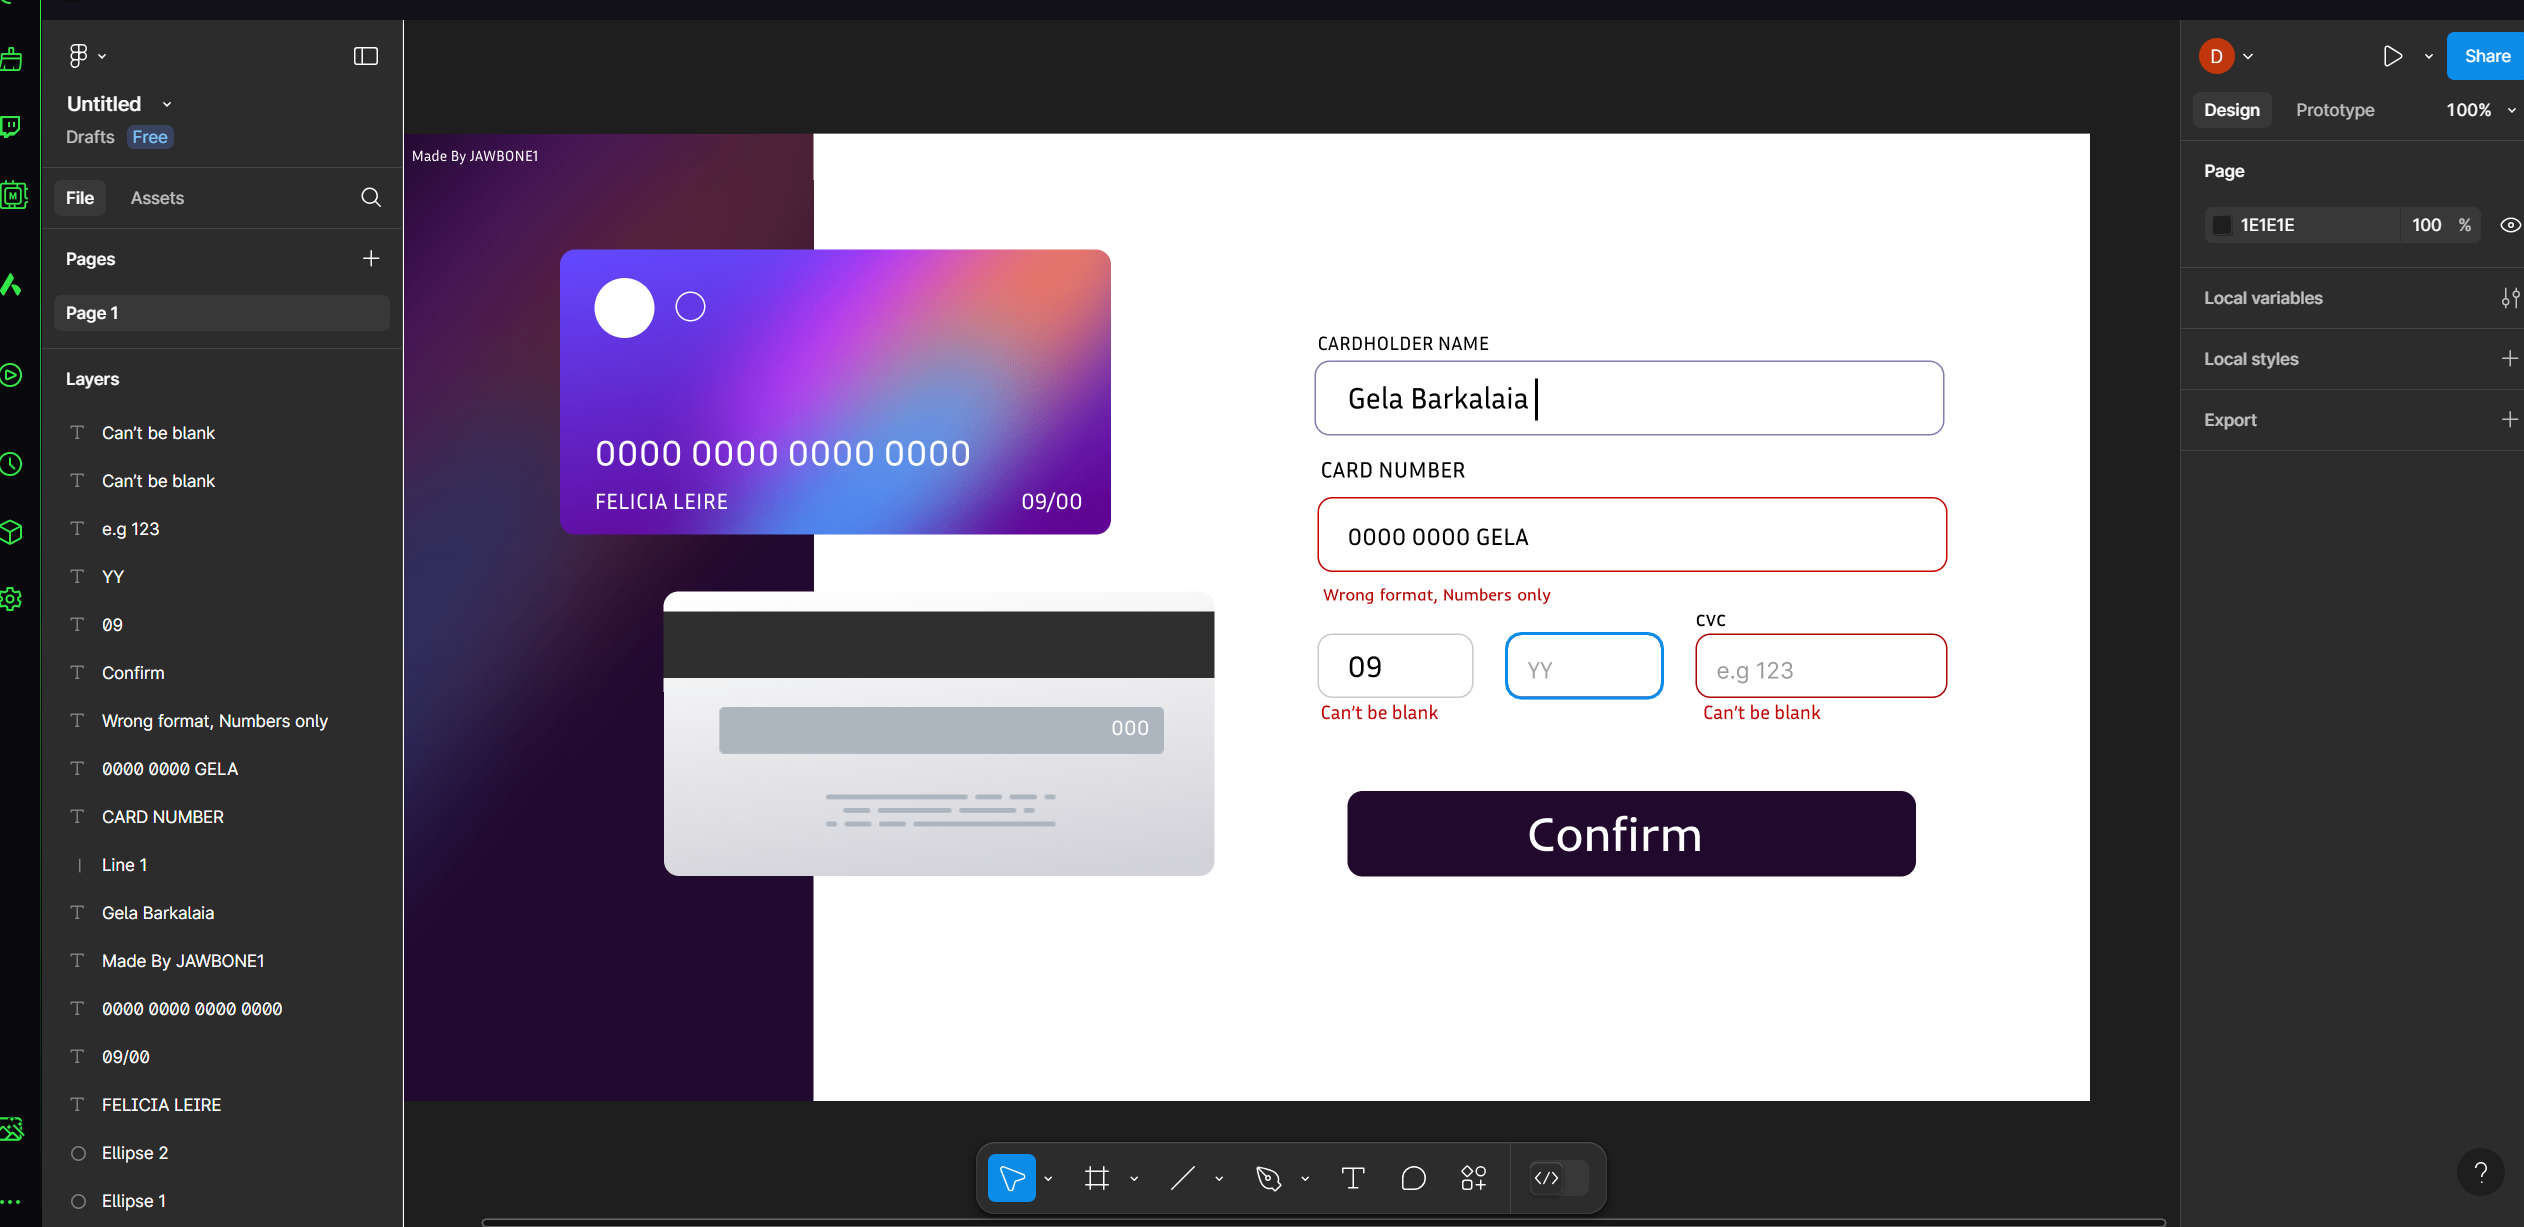 Untitled
Drafts Free
File Assets
Pages
Page 1
Layers
Can't be blank
Can't be blank
e.g 123
YY
09
Confirm
Wrong format, Numbers only
0000 0000 GELA
CARD NUMBER
Line 1
Gela Barkalaia
Made By JAWBONE1
0000 0000 0000 0000
09/00
FELICIA LEIRE
Ellipse 2
Ellipse 1
Made By JAWBONE1
0000 0000 0000 0000
FELICIA LEIRE 09/00
000
CARDHOLDER NAME
Gela Barkalaia
CARD NUMBER
0000 0000 GELA
Wrong format, Numbers only
CVC
09 YY e.g 123
Can't be blank Can't be blank
Confirm
D Share
Design Prototype 100%
Page
1E1E1E 100 %
Local variables
Local styles
Export
?